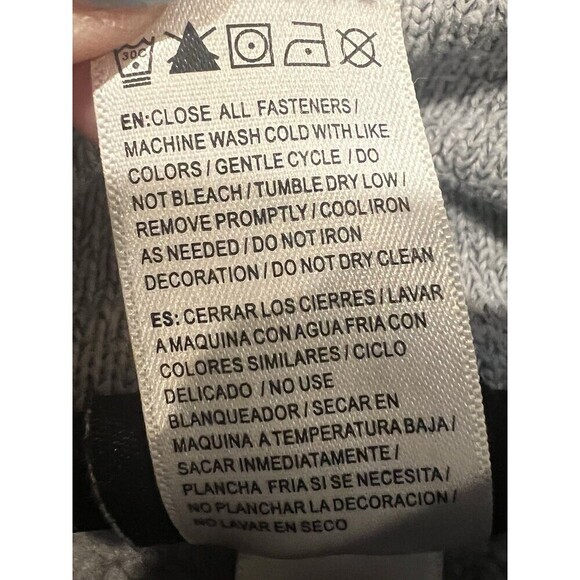 30C
EN:CLOSE ALL FASTENERS /
MACHINE WASH COLD WITH LIKE
COLORS / GENTLE CYCLE / DO
NOT BLEACH / TUMBLE DRY LOW /
REMOVE PROMPTLY / COOL IRON
AS NEEDED / DO NOT IRON
DECORATION / DO NOT DRY CLEAN
ES: CERRAR LOS CIERRES / LAVAR
A MAQUINA CON AGUA FRIA CON
COLORES SIMILARES / CICLO
DELICADO / NO USE
BLANQUEADOR / SECAR EN
MAQUINA A TEMPERATURA BAJA /
SACAR INMEDIATAMENTE /
PLANCHA FRIA SI SE NECESITA /
NO PLANCHAR LA DECORACION /
NO LAVAR EN SECO